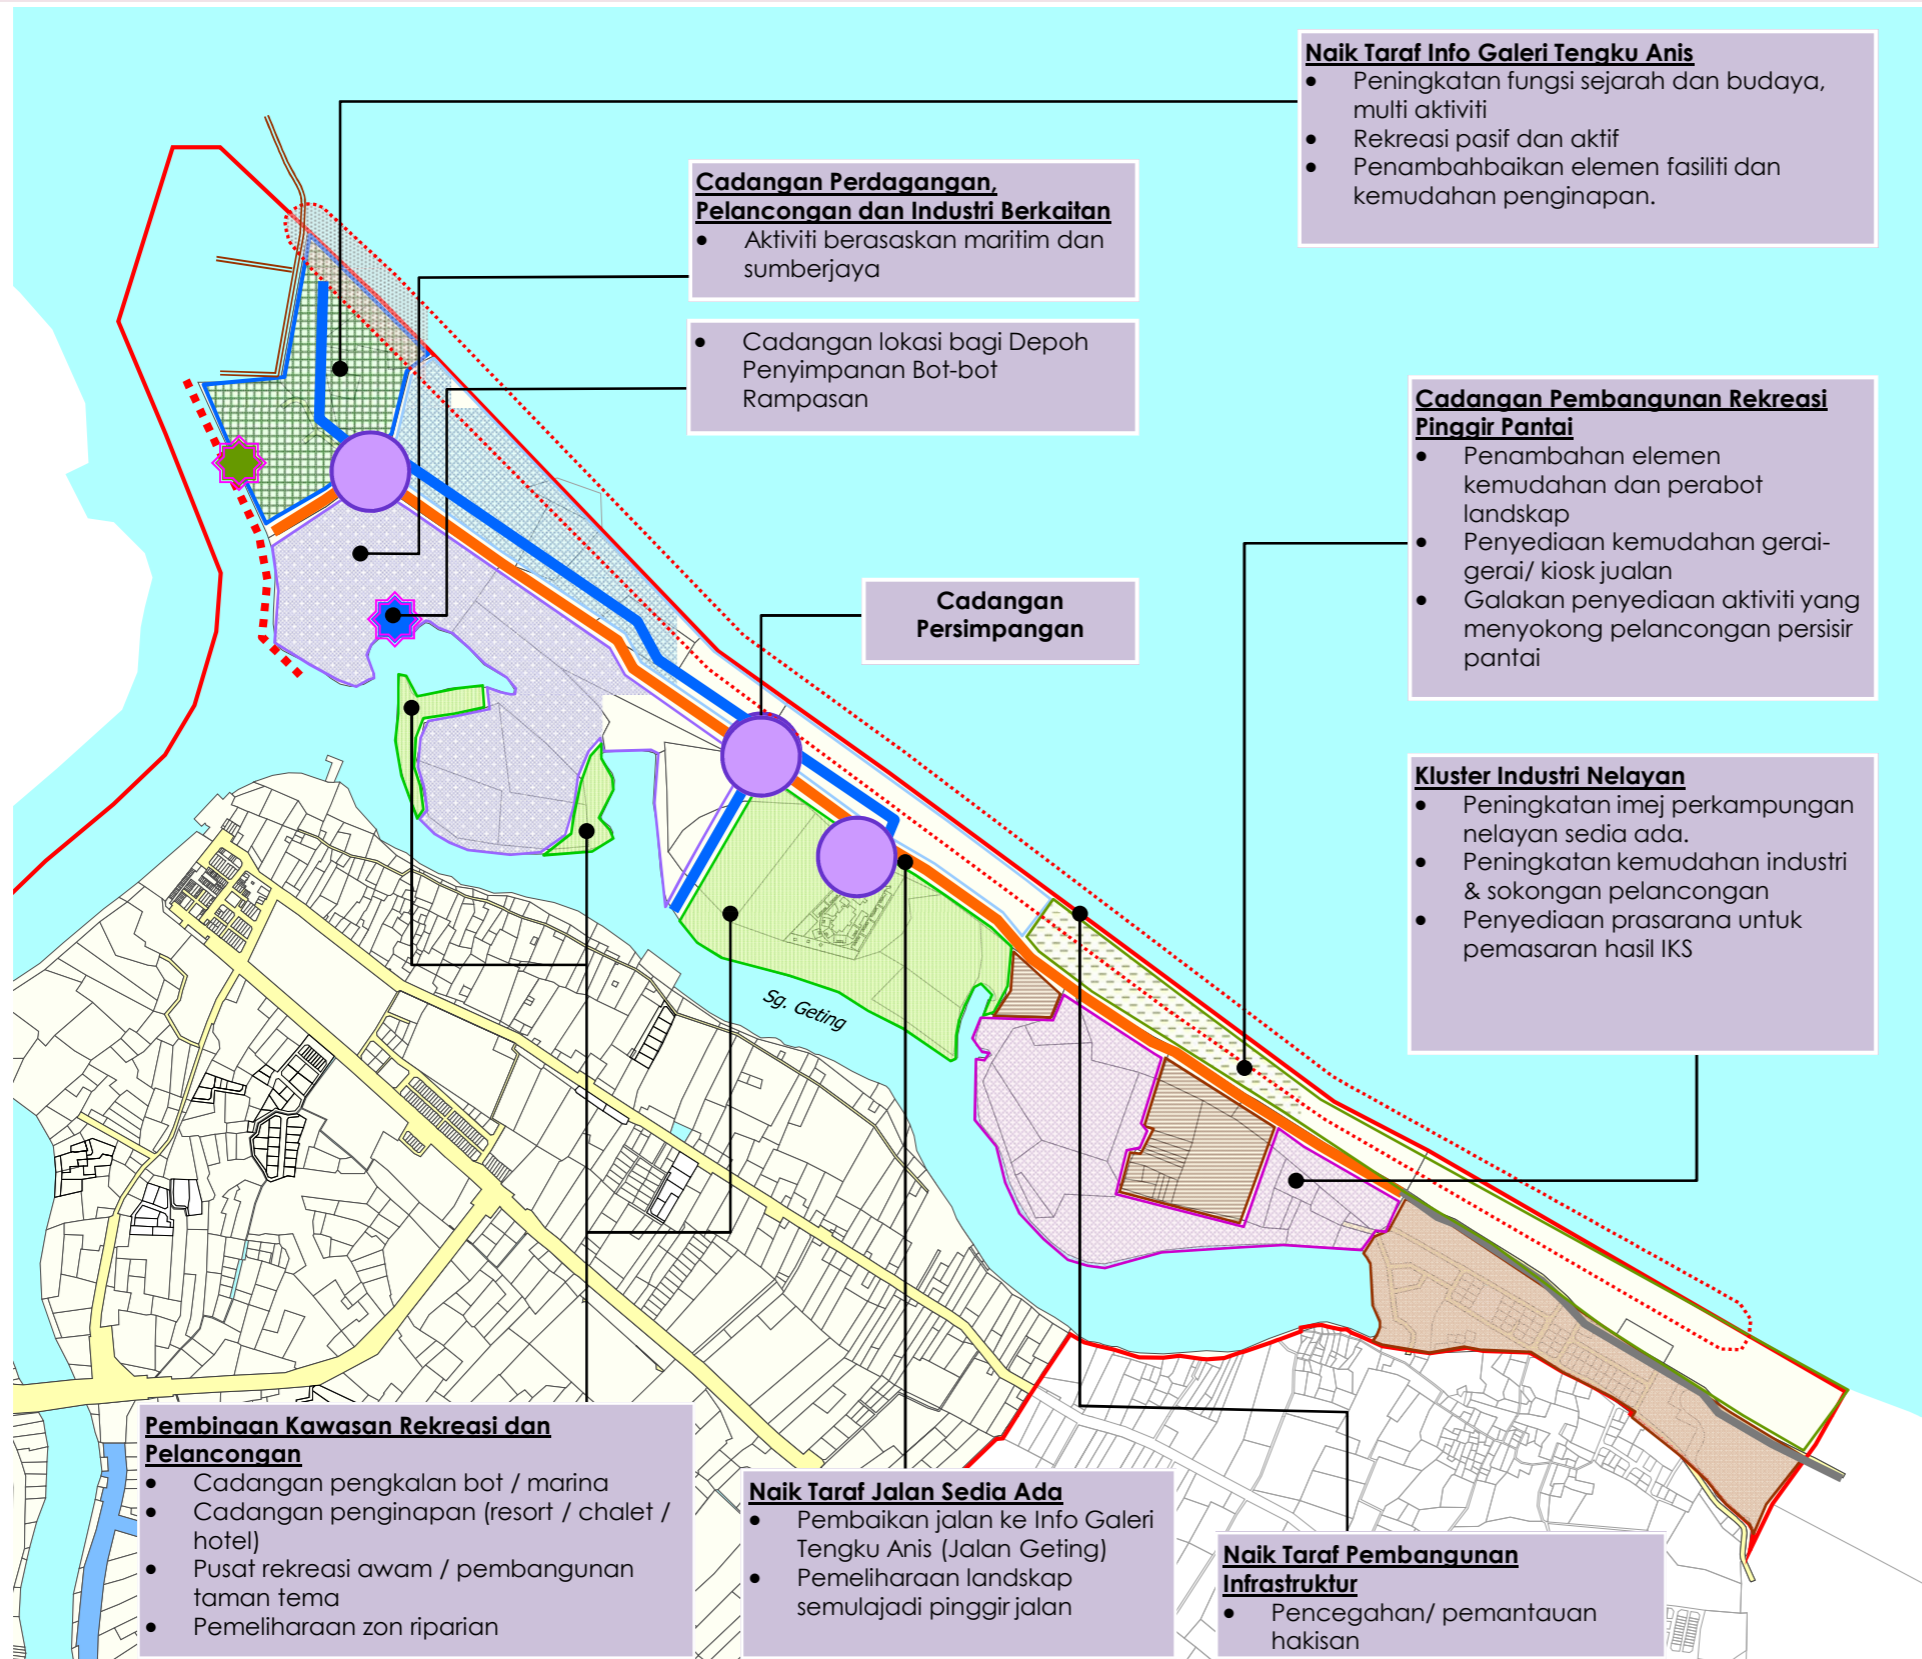 Naik Taraf Info Galeri Tengku Anis
• Peningkatan fungsi sejarah dan budaya,
multi aktiviti
• Rekreasi pasif dan aktif
• Penambahbaikan elemen fasiliti dan
kemudahan penginapan.
Cadangan Perdagangan,
Pelancongan dan Industri Berkaitan
• Aktiviti berasaskan maritim dan
sumberjaya
• Cadangan lokasi bagi Depoh
Penyimpanan Bot-bot
Rampasan
Cadangan Pembangunan Rekreasi
Pinggir Pantai
• Penambahan elemen
kemudahan dan perabot
landskap
• Penyediaan kemudahan gerai-
gerai/ kiosk jualan
• Galakan penyediaan aktiviti yang
menyokong pelancongan persisir
pantai
Cadangan
Persimpangan
Kluster Industri Nelayan
• Peningkatan imej perkampungan
nelayan sedia ada.
• Peningkatan kemudahan industri
& sokongan pelancongan
• Penyediaan prasarana untuk
pemasaran hasil IKS
Sg. Geting
Pembinaan Kawasan Rekreasi dan
Pelancongan
• Cadangan pengkalan bot / marina
• Cadangan penginapan (resort / chalet /
hotel)
• Pusat rekreasi awam / pembangunan
taman tema
• Pemeliharaan zon riparian
Naik Taraf Jalan Sedia Ada
• Pembaikan jalan ke Info Galeri
Tengku Anis (Jalan Geting)
• Pemeliharaan landskap
semulajadi pinggir jalan
Naik Taraf Pembangunan
Infrastruktur
• Pencegahan/ pemantauan
hakisan